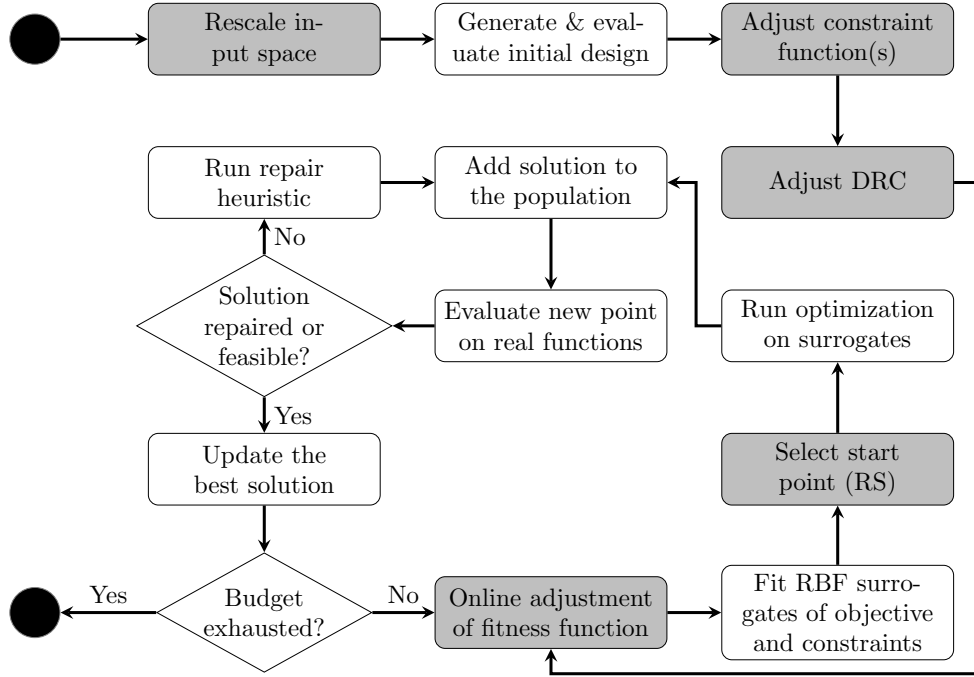 Rescale in-
put space
Generate & eval-
uate initial design
Adjust constraint
function(s)
Run repair
heuristic
Add solution to
the population
Adjust DRC
No
Solution
repaired or
feasible?
Evaluate new point
on real functions
Run optimization
on surrogates
Yes
Update the
best solution
Select start
point (RS)
Yes
Budget
exhausted?
No
Online adjustment
of fitness function
Fit RBF surro-
gates of objective
and constraints